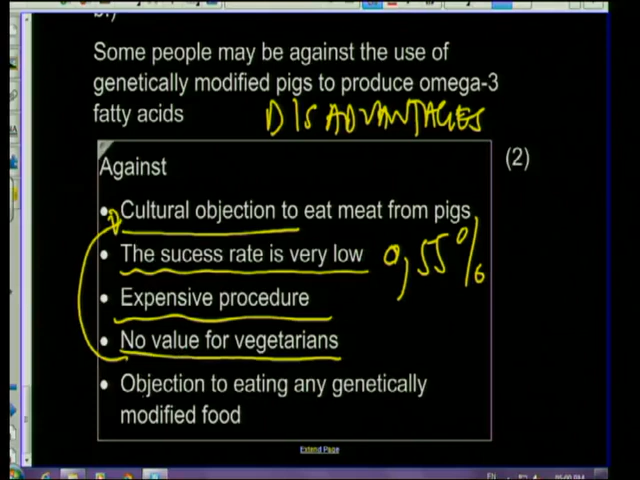 b.)
Some people may be against the use of
genetically modified pigs to produce omega-3
fatty acids
DISADVANTAGES
(2)
Against
• Cultural objection to eat meat from pigs
• The sucess rate is very low 0,55%
• Expensive procedure
• No value for vegetarians
• Objection to eating any genetically
modified food
Extend Page